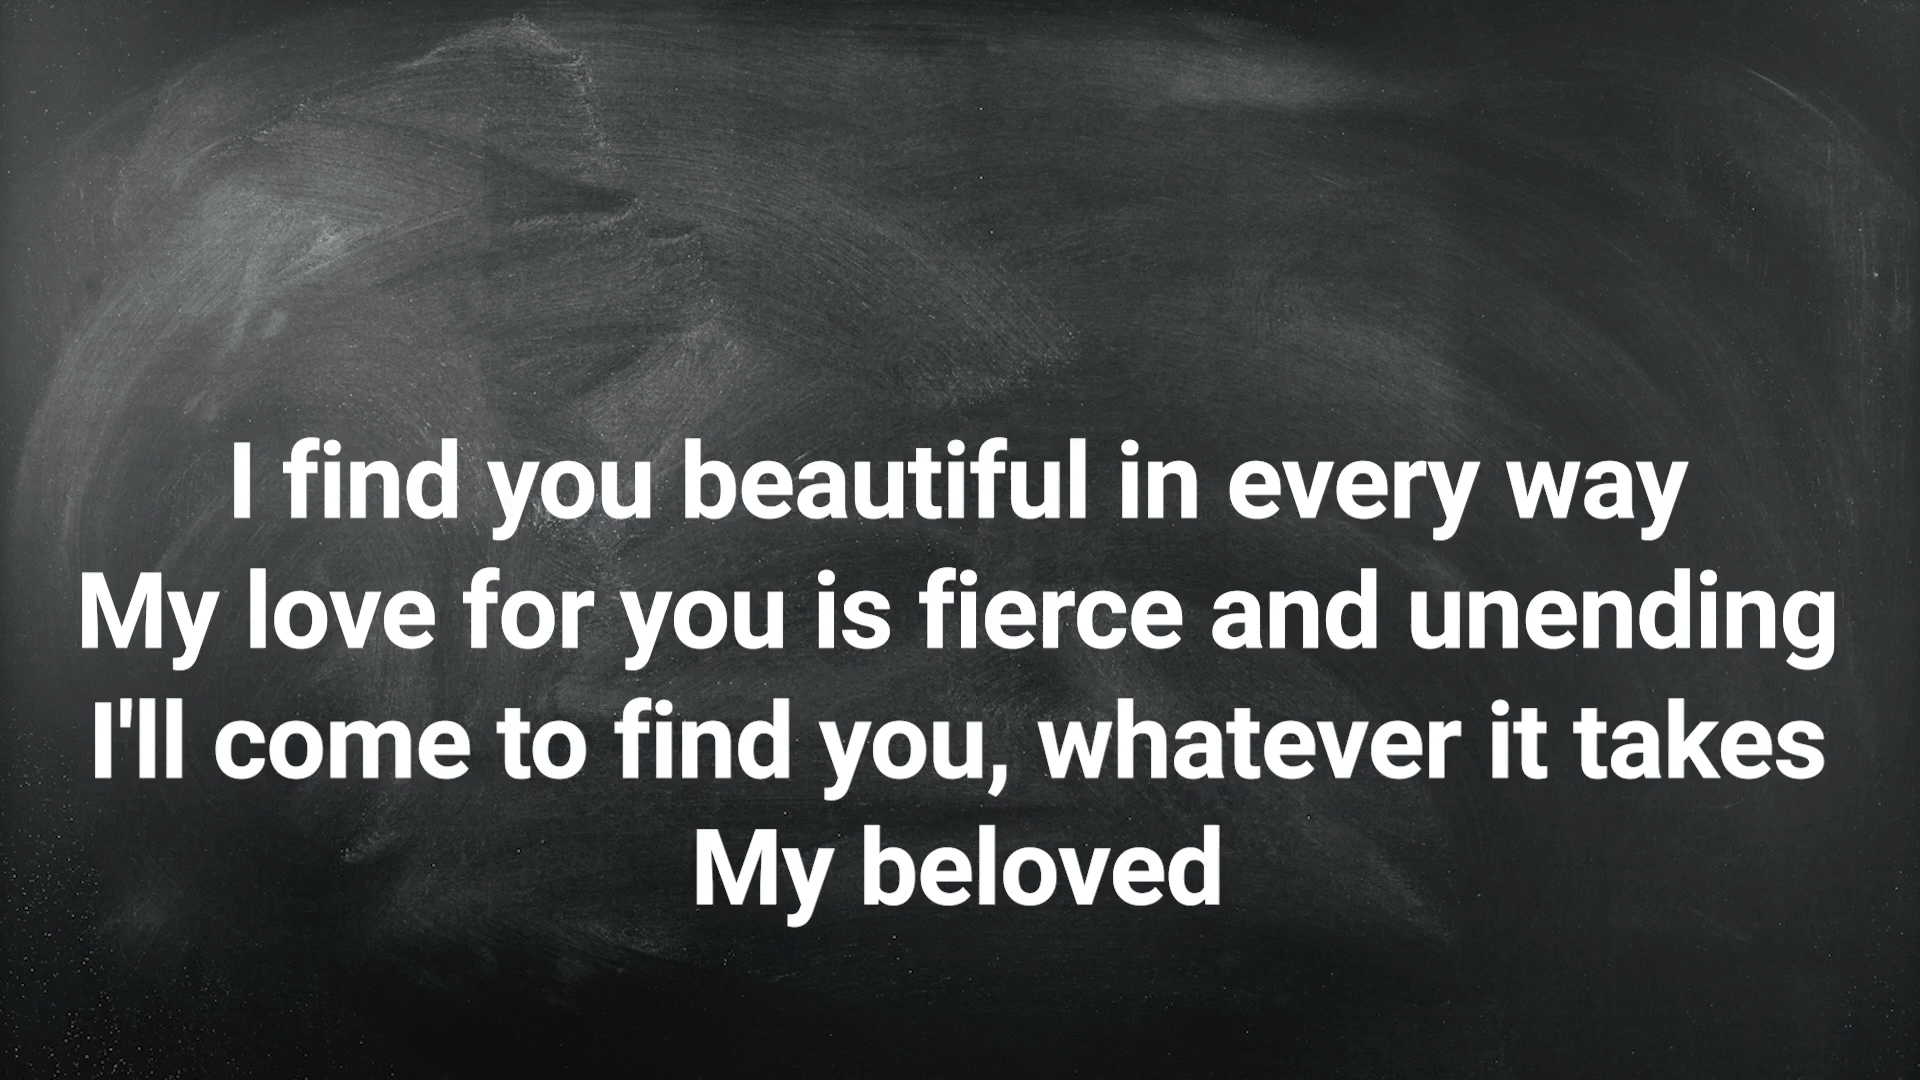 I find you beautiful in every way
My love for you is fierce and unending
I'll come to find you, whatever it takes
My beloved